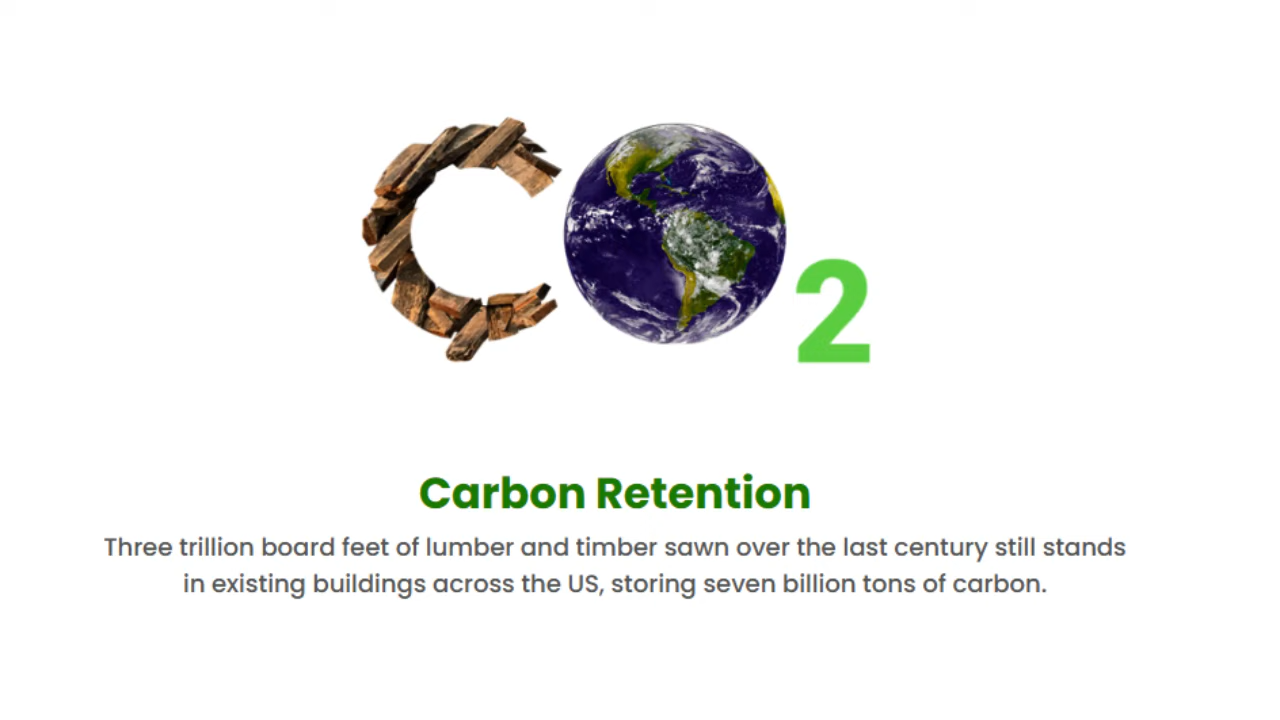 CO2
Carbon Retention
Three trillion board feet of lumber and timber sawn over the last century still stands
in existing buildings across the US, storing seven billion tons of carbon.